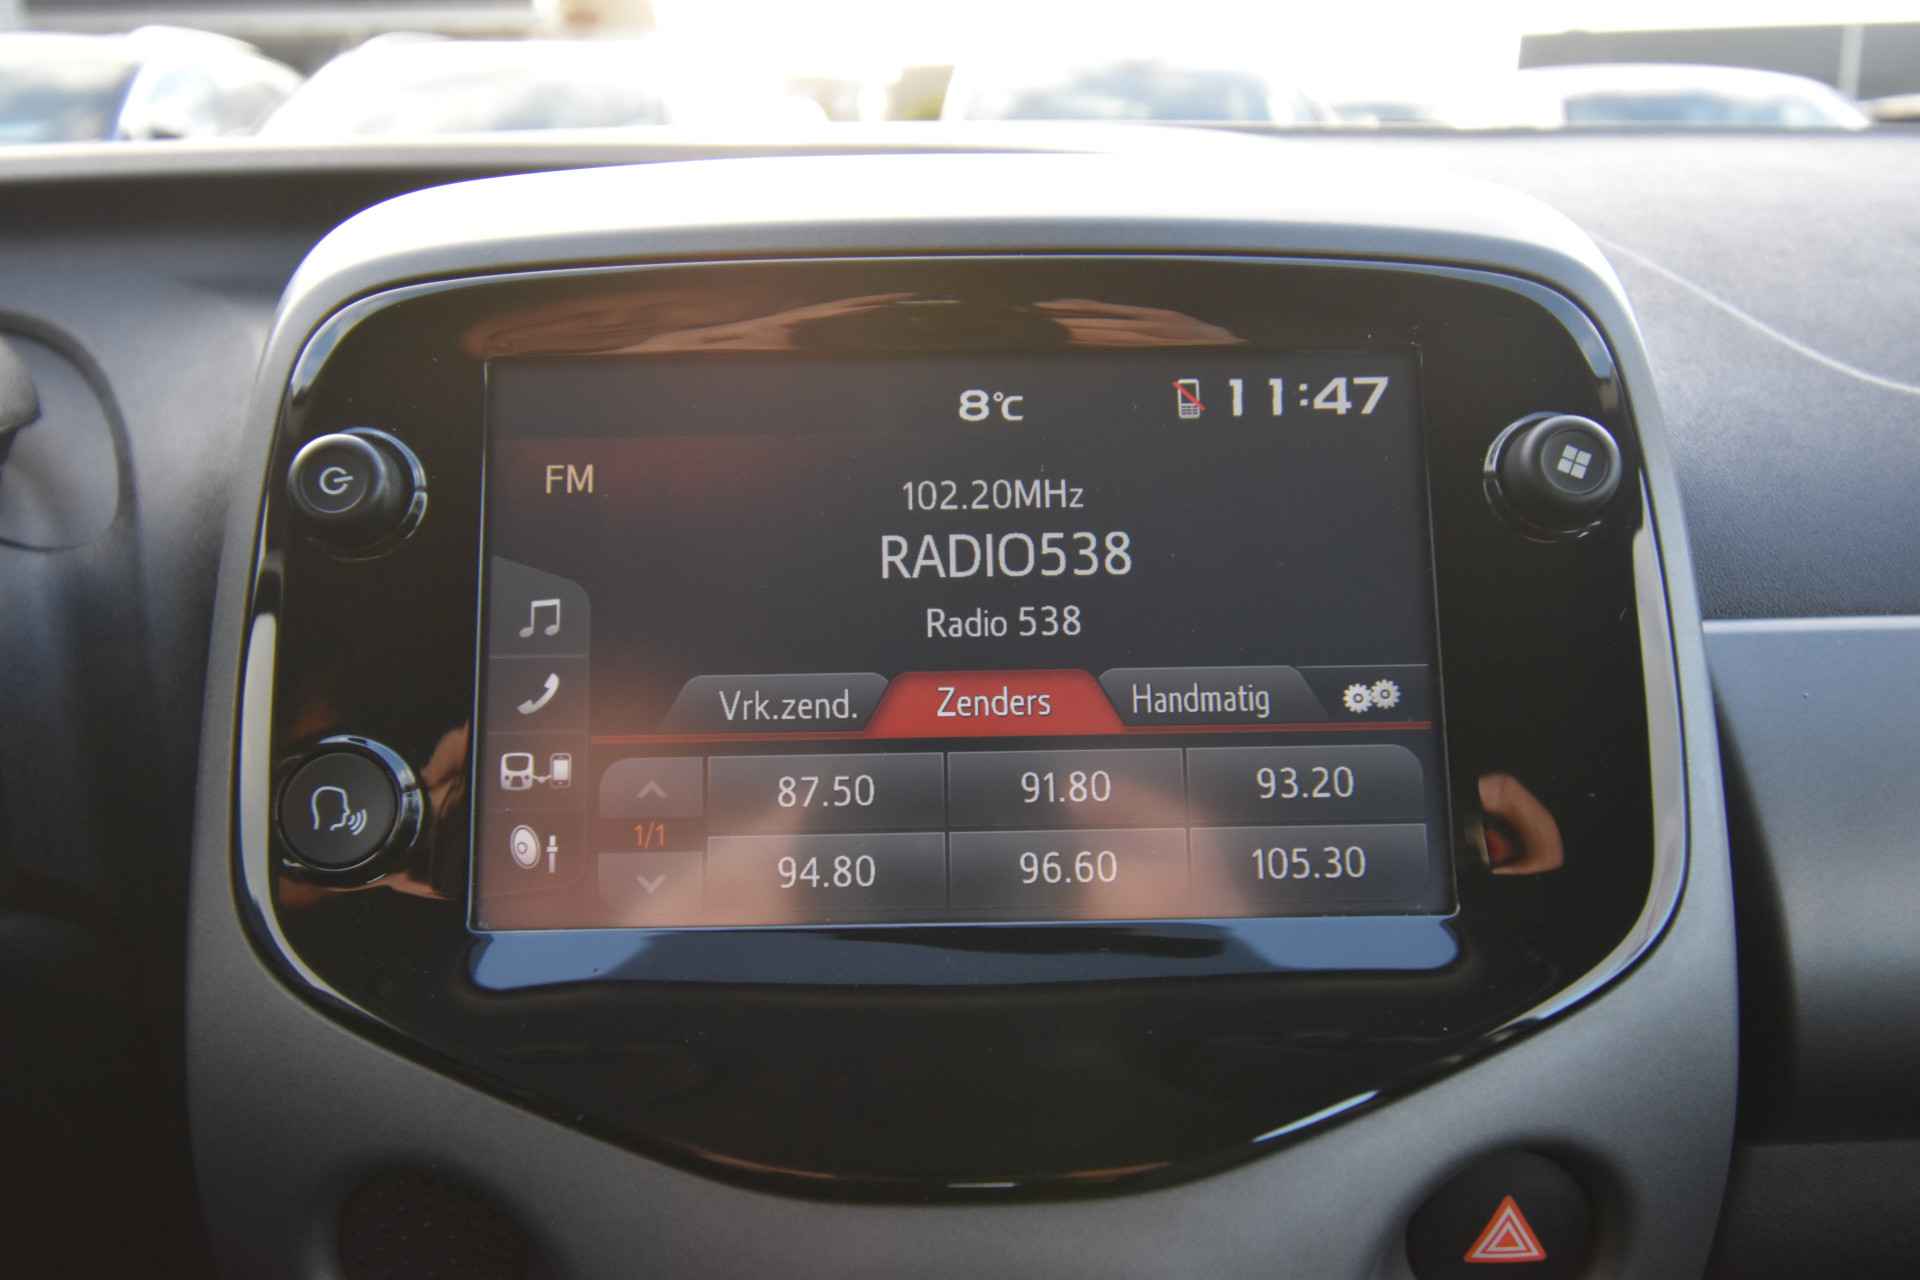 8°C 11:47
FM
102.20MHz
RADIO538
Radio 538
Vrk.zend. Zenders Handmatig
87.50 91.80 93.20
1/1
94.80 96.60 105.30